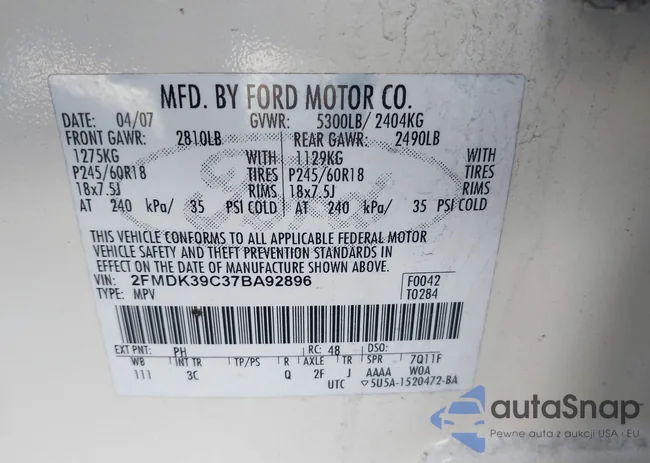 MFD. BY FORD MOTOR CO.
DATE: 04/07 GVWR: 5300LB/ 2404KG
FRONT GAWR: 2810LB REAR GAWR: 2490LB
1275KG WITH 1129KG WITH
P245/60R18 TIRES P245/60R18 TIRES
18x7.5J RIMS 18x7.5J RIMS
AT 240 kPa/ 35 PSI COLD AT 240 kPa/ 35 PSI COLD
THIS VEHICLE CONFORMS TO ALL APPLICABLE FEDERAL MOTOR
VEHICLE SAFETY AND THEFT PREVENTION STANDARDS IN
EFFECT ON THE DATE OF MANUFACTURE SHOWN ABOVE.
VIN: 2FMDK39C37BA92896 F0042
TYPE: MPV T0284
EXT PNT: PH RC: 48 DSO:
WB INT TR TP/PS R AXLE TR SPR 7Q11F
111 3C Q 2F J AAAA W0A
UTC 5U5A-1520472-BA
Ford
autaSnap
Pewne auta z aukcji USA i EU